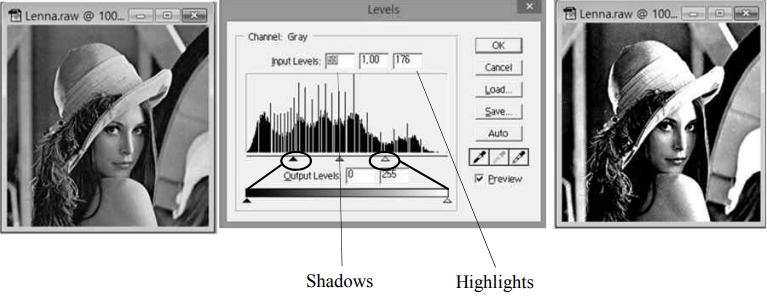 Lenna.raw @ 100...
Levels
Channel: Gray
Input Levels: 1,00 176
Output Levels: 0 255
OK
Cancel
Load...
Save...
Auto
Preview
Lenna.raw @ 100...
Shadows
Highlights